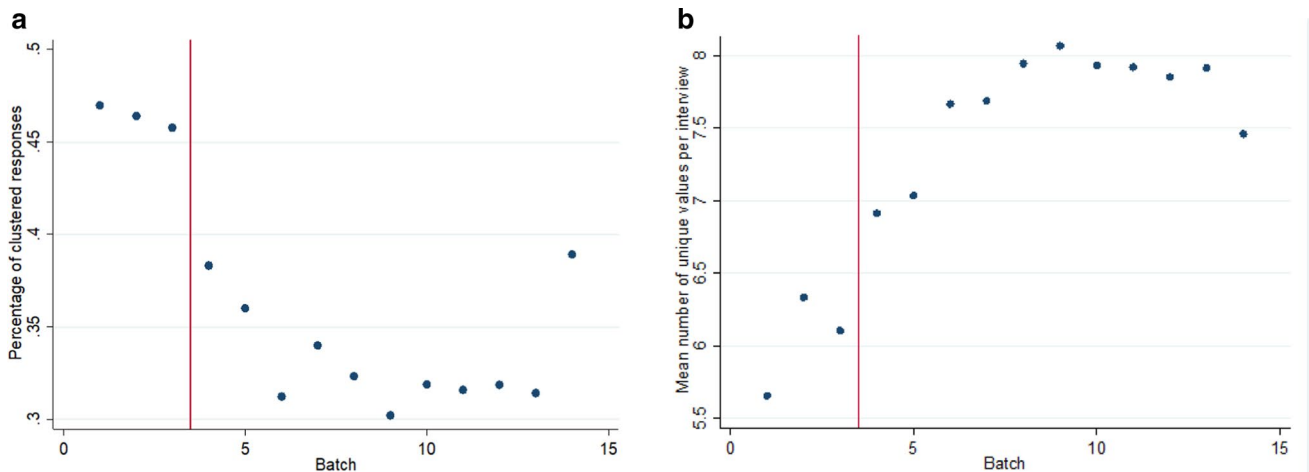 a
Percentage of clustered responses
.5
.45
.4
.35
.3
0 5 10 15
Batch
b
Mean number of unique values per interview
8
7.5
7
6.5
6
5.5
0 5 10 15
Batch